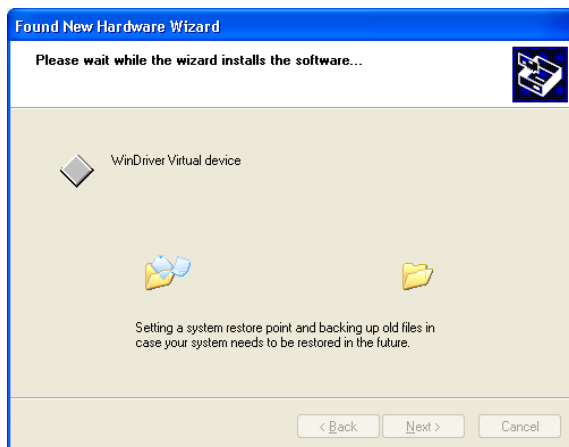 Found New Hardware Wizard
Please wait while the wizard installs the software...
WinDriver Virtual device
Setting a system restore point and backing up old files in
case your system needs to be restored in the future.
< Back
Next >
Cancel